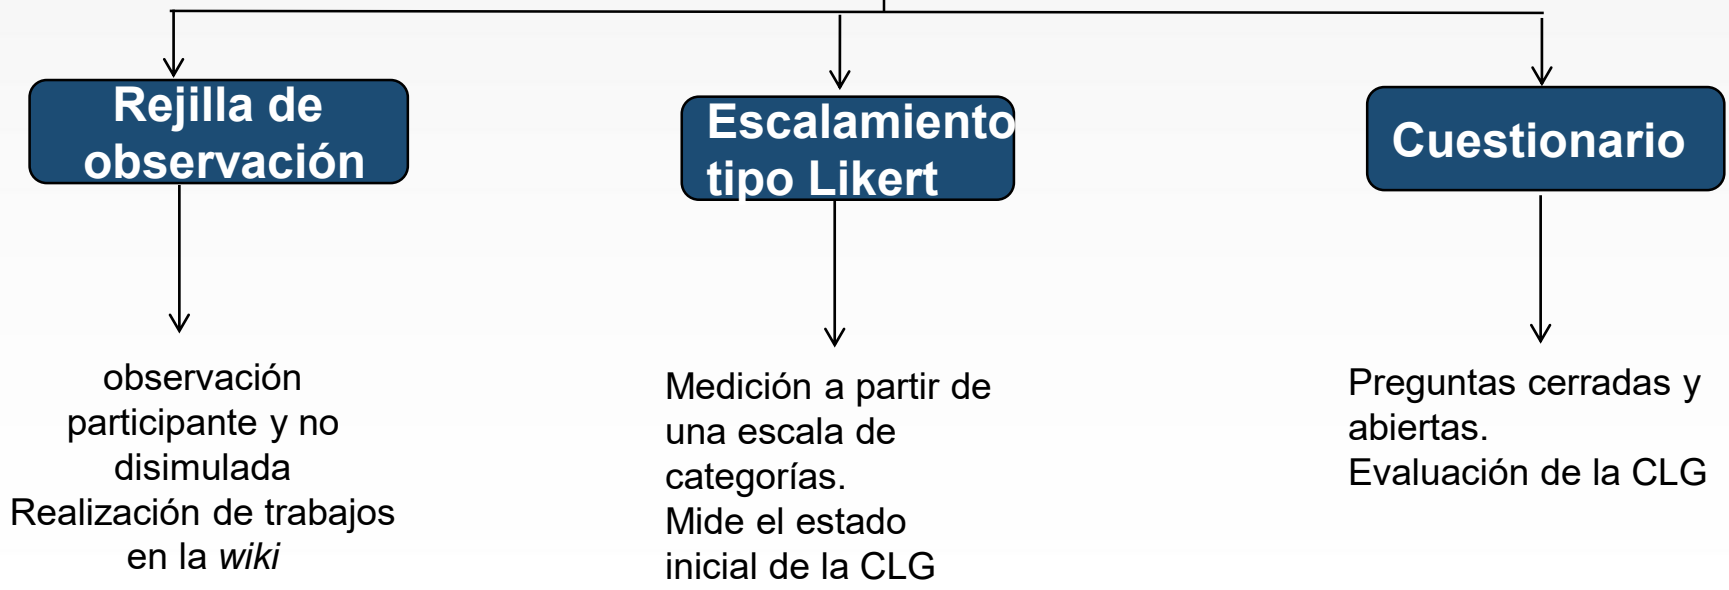 Rejilla de
observación
Escalamiento
tipo Likert
Cuestionario
observación
participante y no
disimulada
Realización de trabajos
en la wiki
Medición a partir de
una escala de
categorías.
Mide el estado
inicial de la CLG
Preguntas cerradas y
abiertas.
Evaluación de la CLG